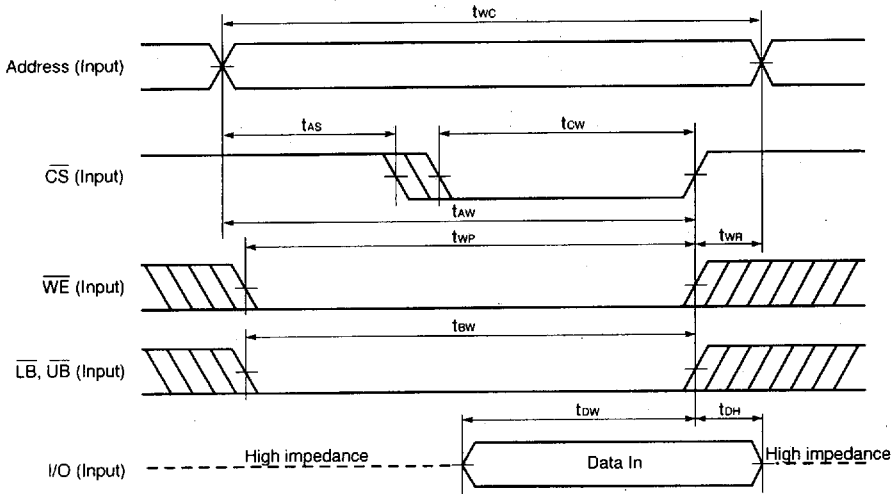 tWC
Address (Input)
tAS
tCW
CS (Input)
tAW
tWP
tWR
WE (Input)
tBW
LB, UB (Input)
tDW
tDH
High impedance
Data In
High impedance
I/O (Input)